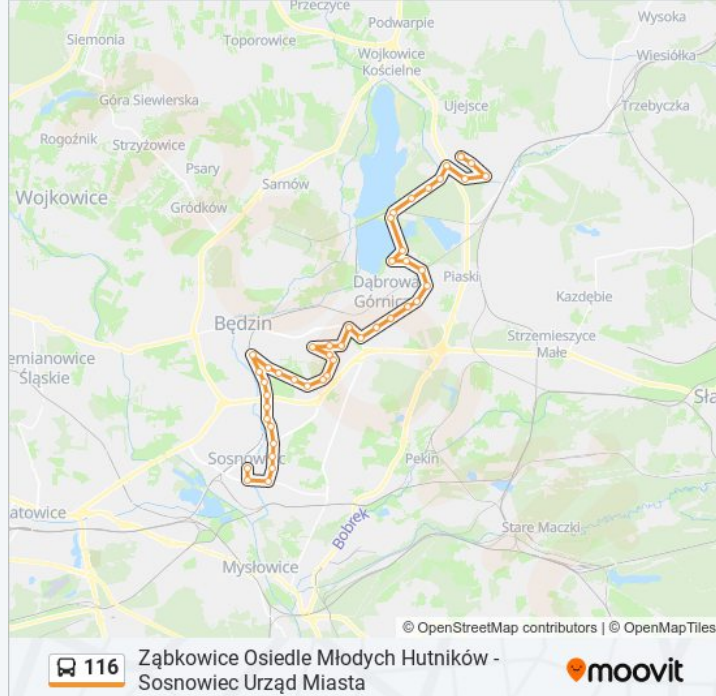 Przeczyce
Podwarpie
Wysoka
Siemonia
Toporowice
Wojkowice
Kościelne
Wiesiółka
Góra Siewierska
Ujejsce
Trzebyczka
Rogoźnik
Strzyżowice
Psary
Sarnów
Wojkowice
Gródków
Dąbrowa
Górnicza
Piaski
Kazdębie
Będzin
Strzemieszyce
Małe
emianowice
Śląskie
Sła
Sosnowiec
Pekin
atowice
Bobrek
Stare Maczki
Mysłowice
© OpenStreetMap contributors | © OpenMapTiles
116
Ząbkowice Osiedle Młodych Hutników -
Sosnowiec Urząd Miasta
moovit